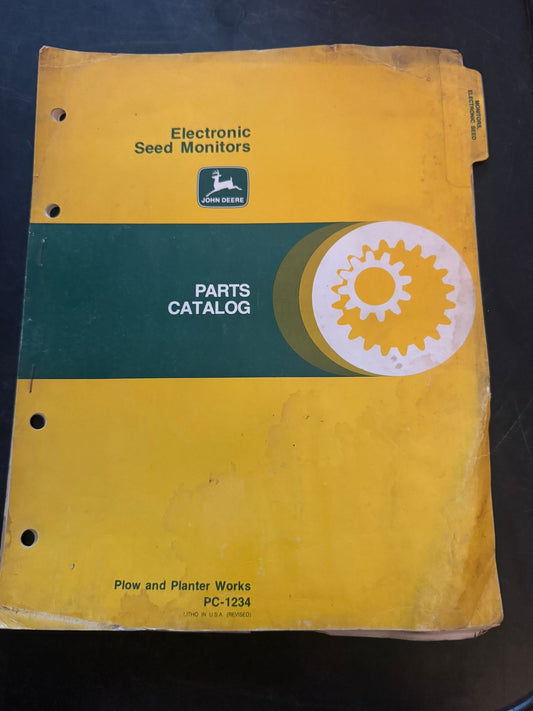 MONITORS,
ELECTRONIC SEED
Electronic
Seed Monitors
JOHN DEERE
PARTS
CATALOG
Plow and Planter Works
PC-1234
LITHO IN U.S.A. (REVISED)